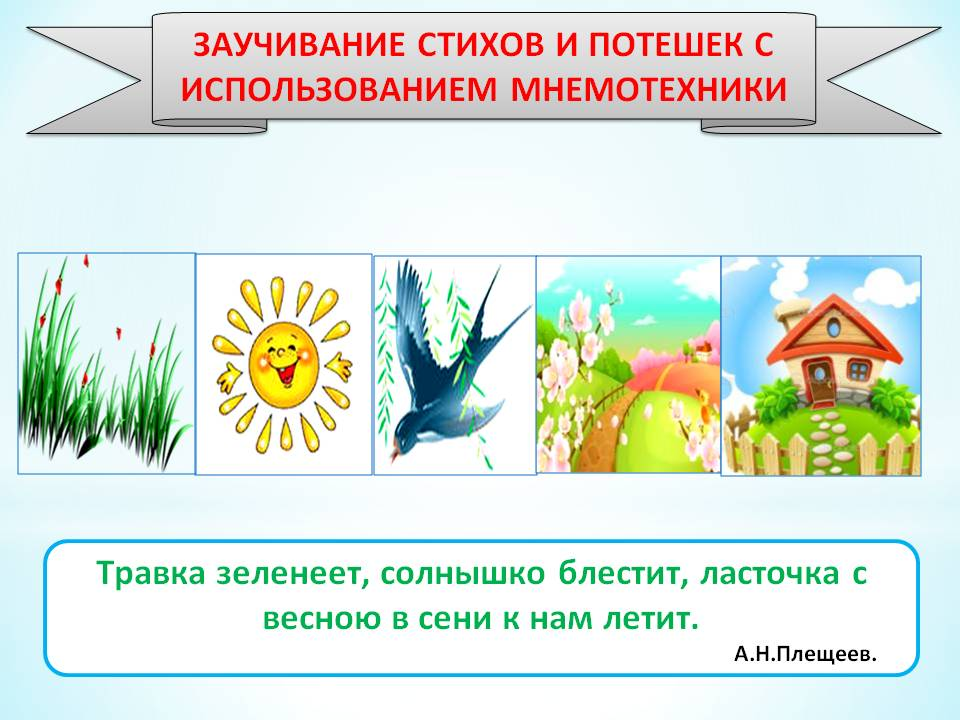 ЗАУЧИВАНИЕ СТИХОВ И ПОТЕШЕК С
ИСПОЛЬЗОВАНИЕМ МНЕМОТЕХНИКИ
Травка зеленеет, солнышко блестит, ласточка с
весною в сени к нам летит.
А.Н.Плещеев.